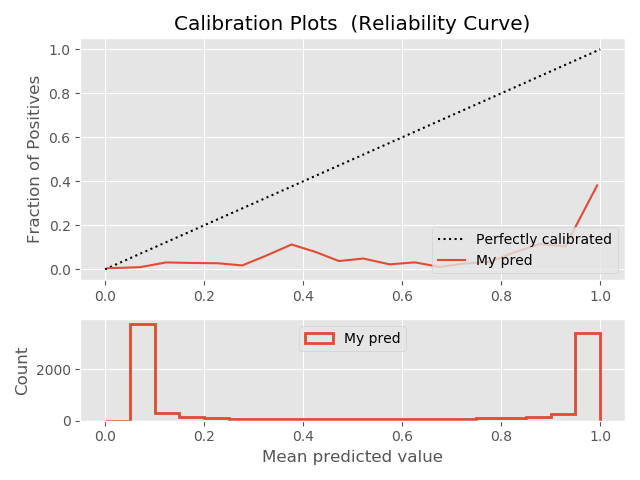 Calibration Plots  (Reliability Curve)
Fraction of Positives
1.0
0.8
0.6
0.4
0.2
0.0
Perfectly calibrated
My pred
0.0 0.2 0.4 0.6 0.8 1.0
Count
2000
0
My pred
0.0 0.2 0.4 0.6 0.8 1.0
Mean predicted value